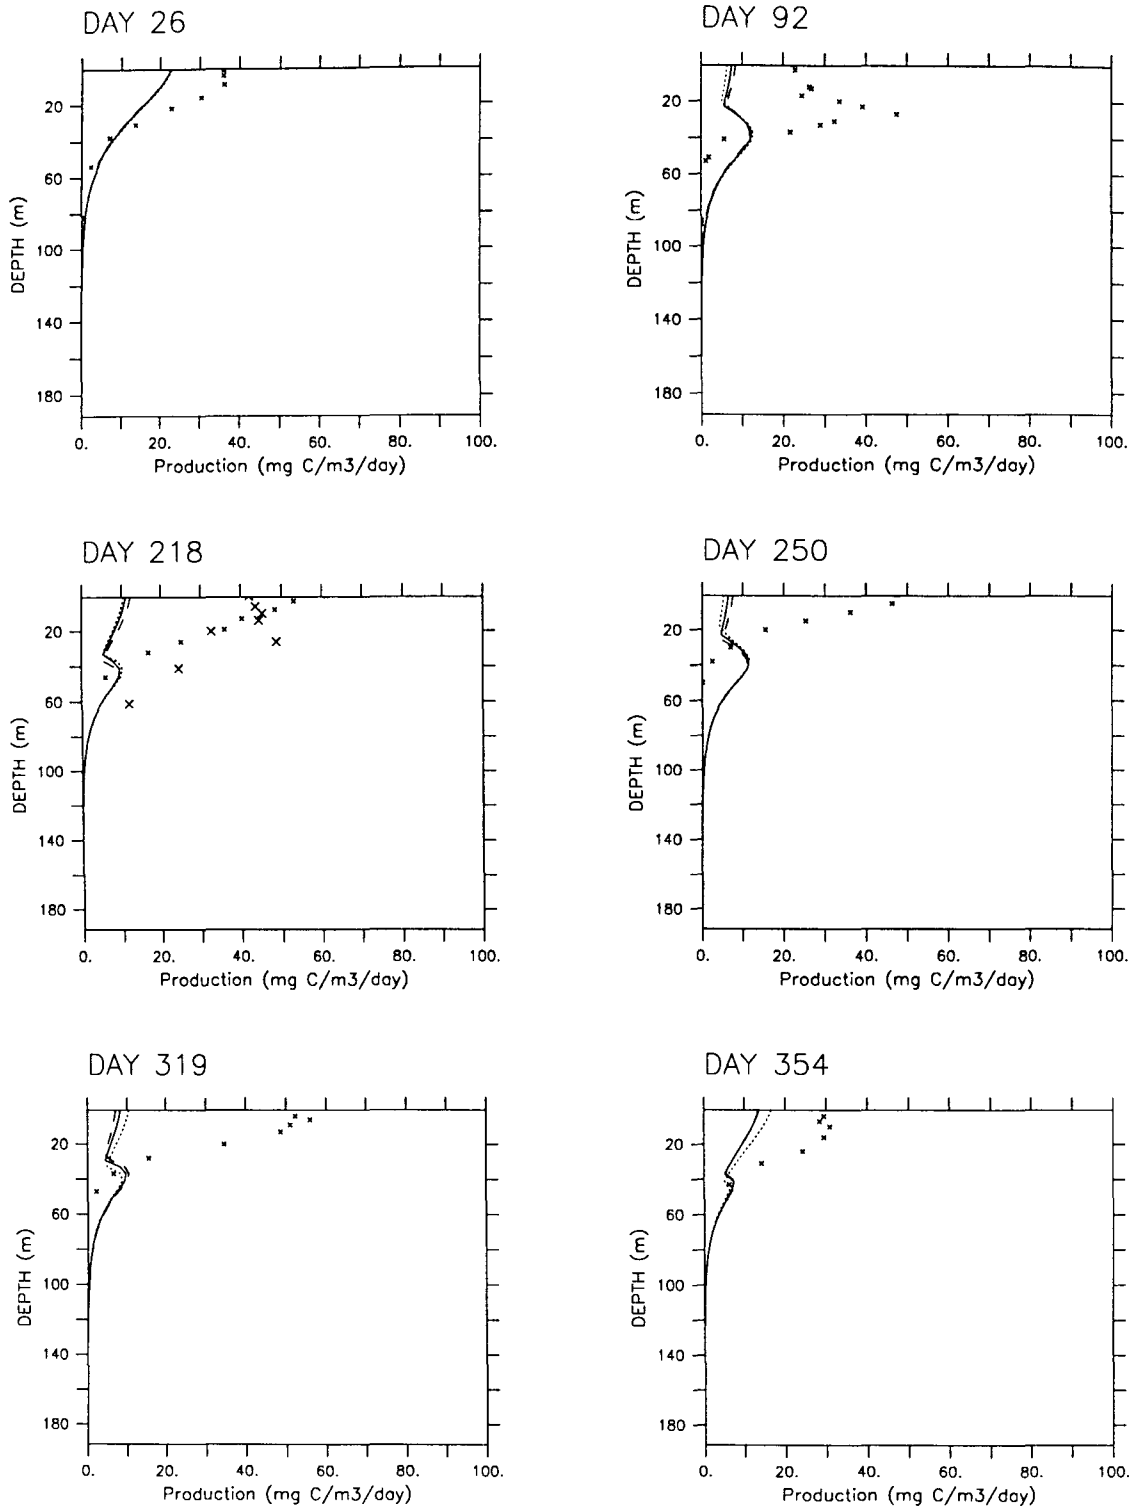 DAY 26
20
60
100
140
180
DEPTH (m)
0. 20. 40. 60. 80. 100.
Production (mg C/m3/day)
DAY 92
20
60
100
140
180
DEPTH (m)
0. 20. 40. 60. 80. 100.
Production (mg C/m3/day)
DAY 218
20
60
100
140
180
DEPTH (m)
0. 20. 40. 60. 80. 100.
Production (mg C/m3/day)
DAY 250
20
60
100
140
180
DEPTH (m)
0. 20. 40. 60. 80. 100.
Production (mg C/m3/day)
DAY 319
20
60
100
140
180
DEPTH (m)
0. 20. 40. 60. 80. 100.
Production (mg C/m3/day)
DAY 354
20
60
100
140
180
DEPTH (m)
0. 20. 40. 60. 80. 100.
Production (mg C/m3/day)